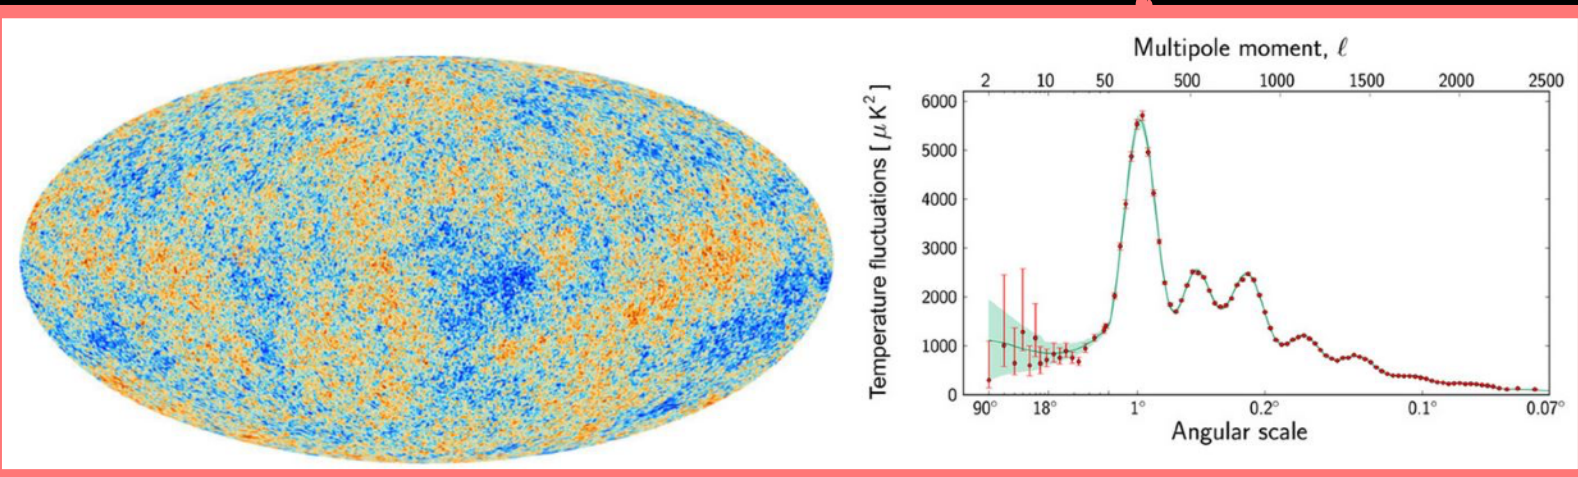 Multipole moment, ℓ
2 10 50 500 1000 1500 2000 2500
Temperature fluctuations [ μ K² ]
6000
5000
4000
3000
2000
1000
0
90° 18° 1° 0.2° 0.1° 0.07°
Angular scale